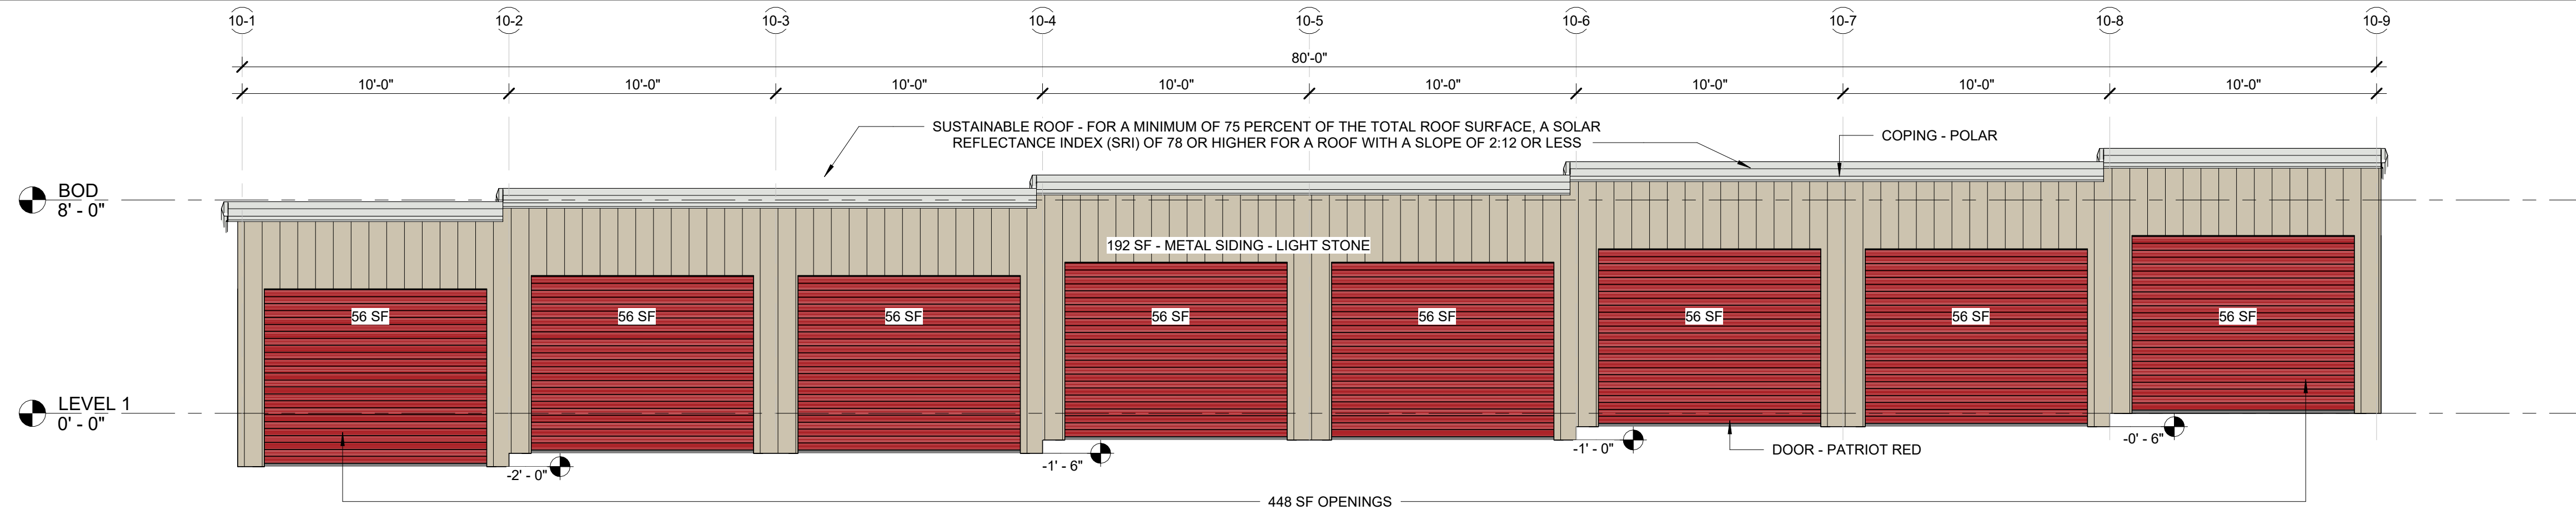 10-1 10-2 10-3 10-4 10-5 10-6 10-7 10-8 10-9
80'-0"
10'-0" 10'-0" 10'-0" 10'-0" 10'-0" 10'-0" 10'-0" 10'-0"
SUSTAINABLE ROOF - FOR A MINIMUM OF 75 PERCENT OF THE TOTAL ROOF SURFACE, A SOLAR
REFLECTANCE INDEX (SRI) OF 78 OR HIGHER FOR A ROOF WITH A SLOPE OF 2:12 OR LESS
COPING - POLAR
BOD
8' - 0"
192 SF - METAL SIDING - LIGHT STONE
56 SF 56 SF 56 SF 56 SF 56 SF 56 SF 56 SF 56 SF
LEVEL 1
0' - 0"
-2' - 0"
-1' - 6"
-1' - 0"
-0' - 6"
DOOR - PATRIOT RED
448 SF OPENINGS